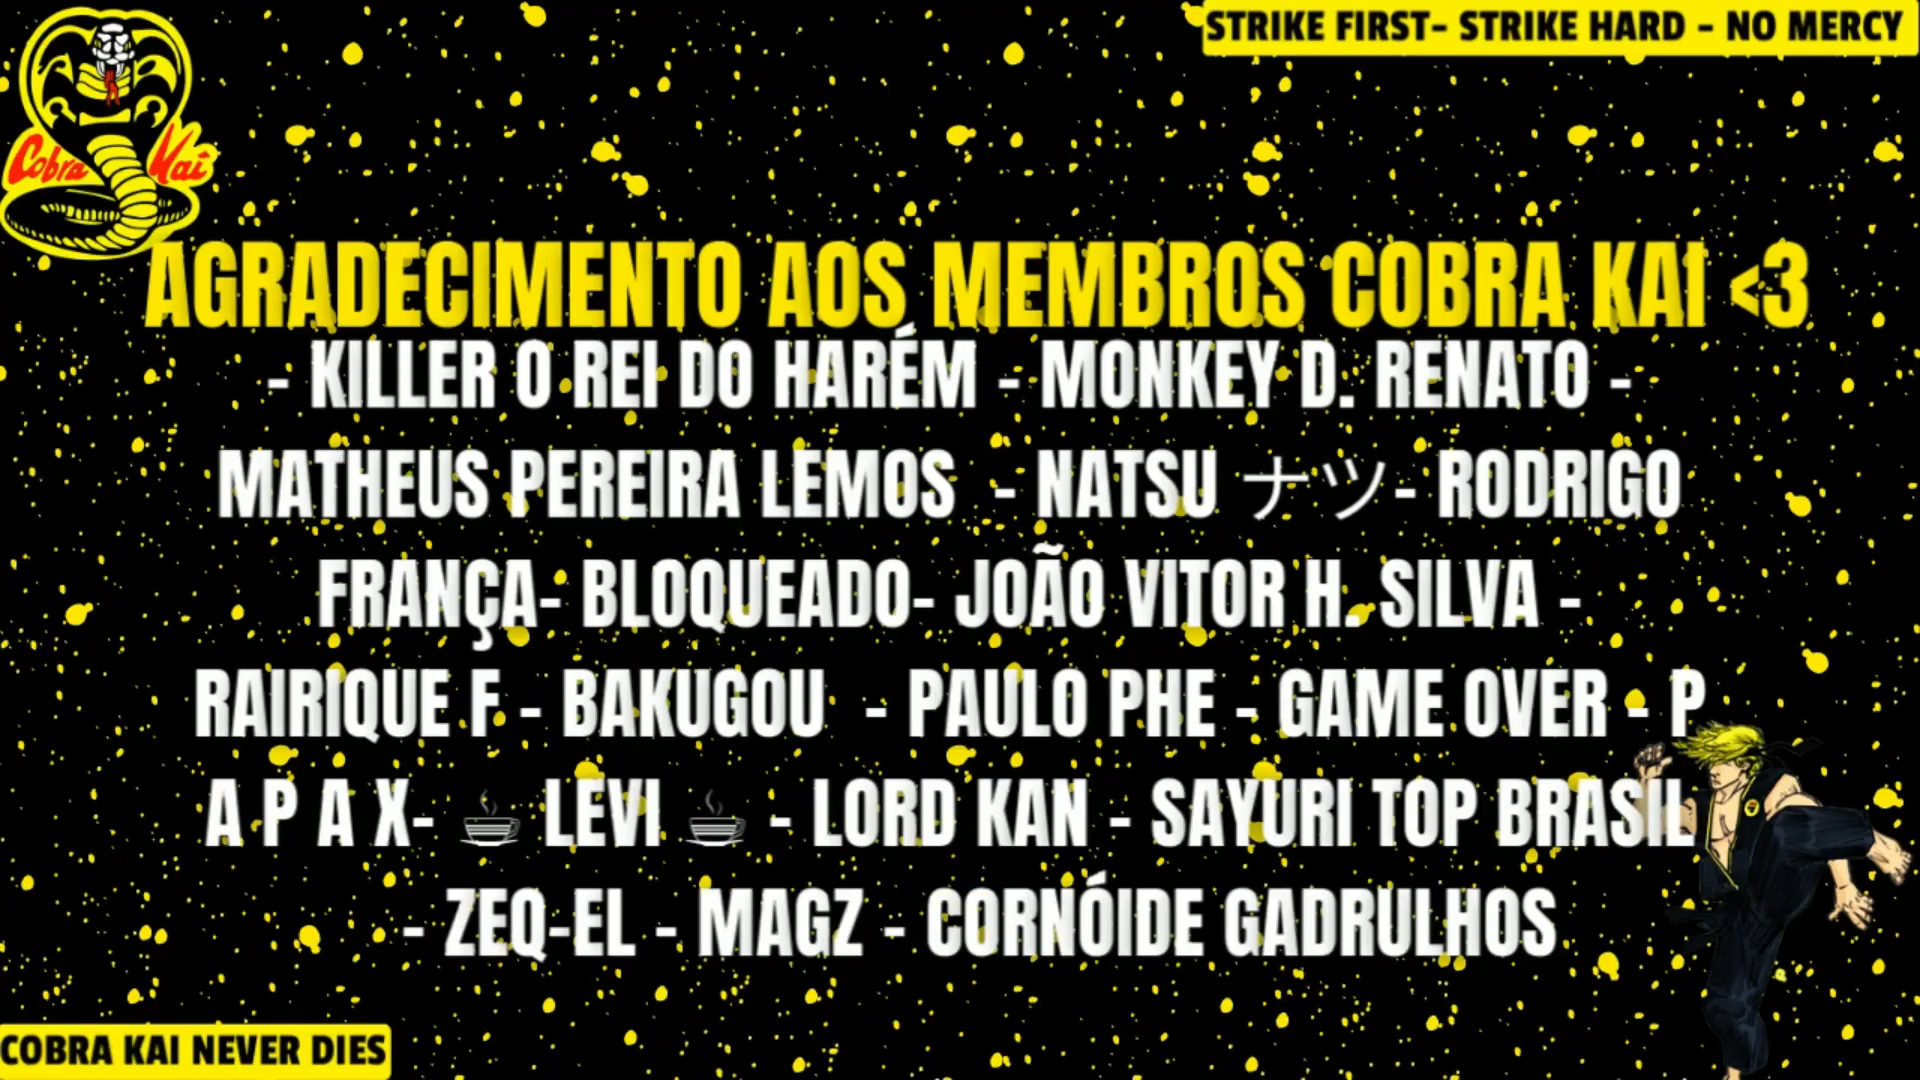 STRIKE FIRST- STRIKE HARD - NO MERCY
Cobra Kai
AGRADECIMENTO AOS MEMBROS COBRA KAI <3
- KILLER O REI DO HARÉM - MONKEY D. RENATO -
MATHEUS PEREIRA LEMOS - NATSU ナツ- RODRIGO
FRANÇA- BLOQUEADO- JOÃO VITOR H. SILVA -
RAIRIQUE F - BAKUGOU - PAULO PHE - GAME OVER - P
A P A X- ☕ LEVI ☕ - LORD KAN - SAYURI TOP BRASIL
- ZEQ-EL - MAGZ - CORNÓIDE GADRULHOS
COBRA KAI NEVER DIES